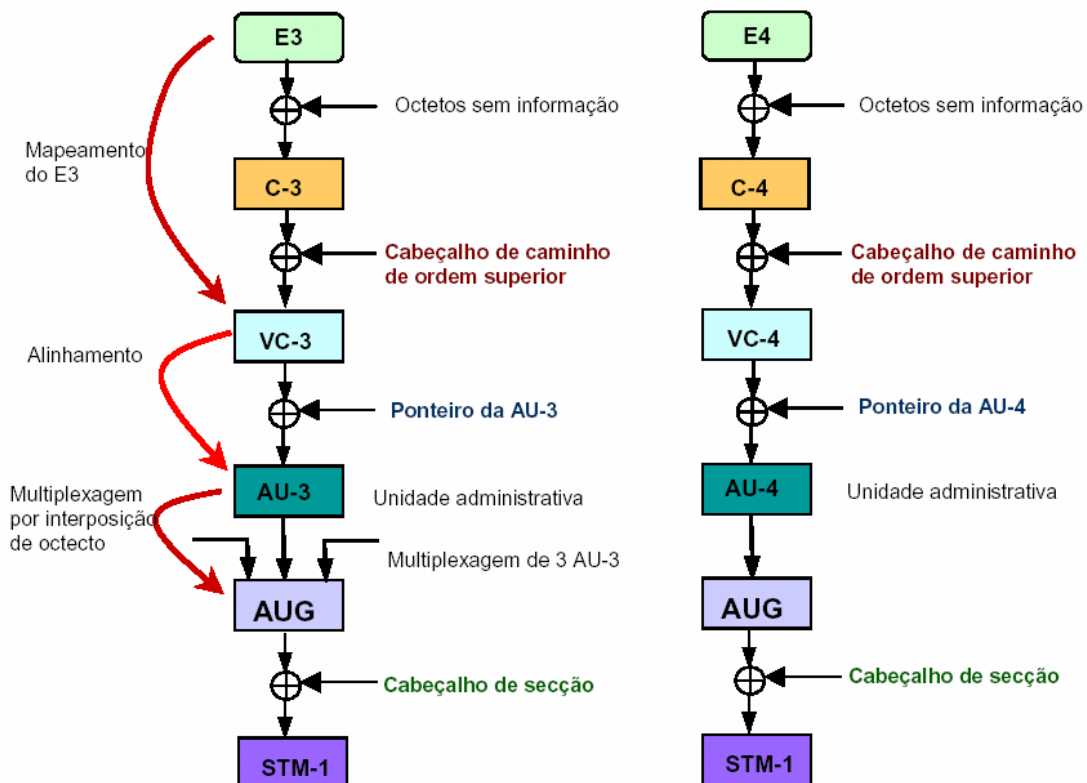 E3
Octetos sem informação
Mapeamento
do E3
C-3
Cabeçalho de caminho
de ordem superior
VC-3
Alinhamento
Ponteiro da AU-3
AU-3
Unidade administrativa
Multiplexagem
por interposição
de octecto
Multiplexagem de 3 AU-3
AUG
Cabeçalho de secção
STM-1
E4
Octetos sem informação
C-4
Cabeçalho de caminho
de ordem superior
VC-4
Ponteiro da AU-4
AU-4
Unidade administrativa
AUG
Cabeçalho de secção
STM-1